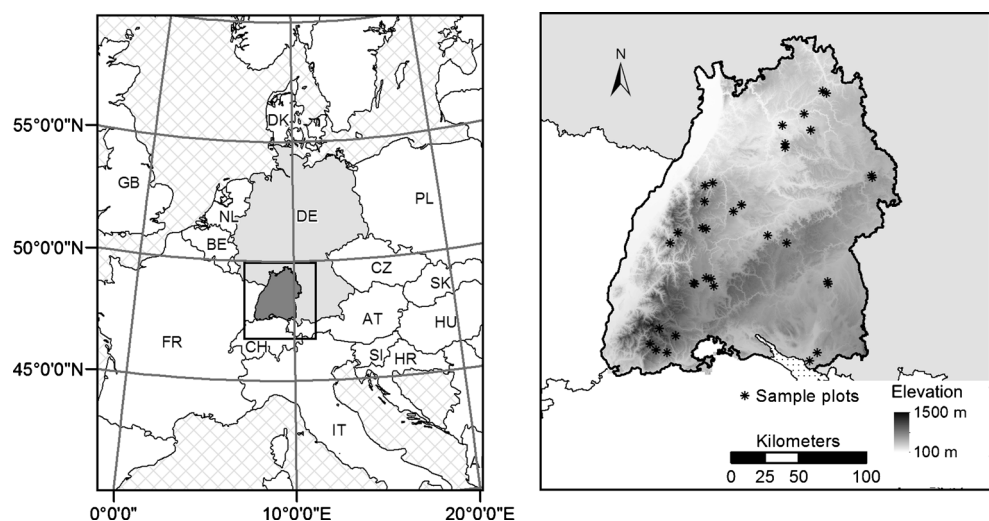 55°0'0"N
50°0'0"N
45°0'0"N
0°0'0"
10°0'0"E
20°0'0"E
DK
GB
NL
DE
PL
BE
CZ
SK
FR
AT
HU
CH
SI
HR
IT
A
N
Sample plots
Elevation
1500 m
100 m
Kilometers
0 25 50 100